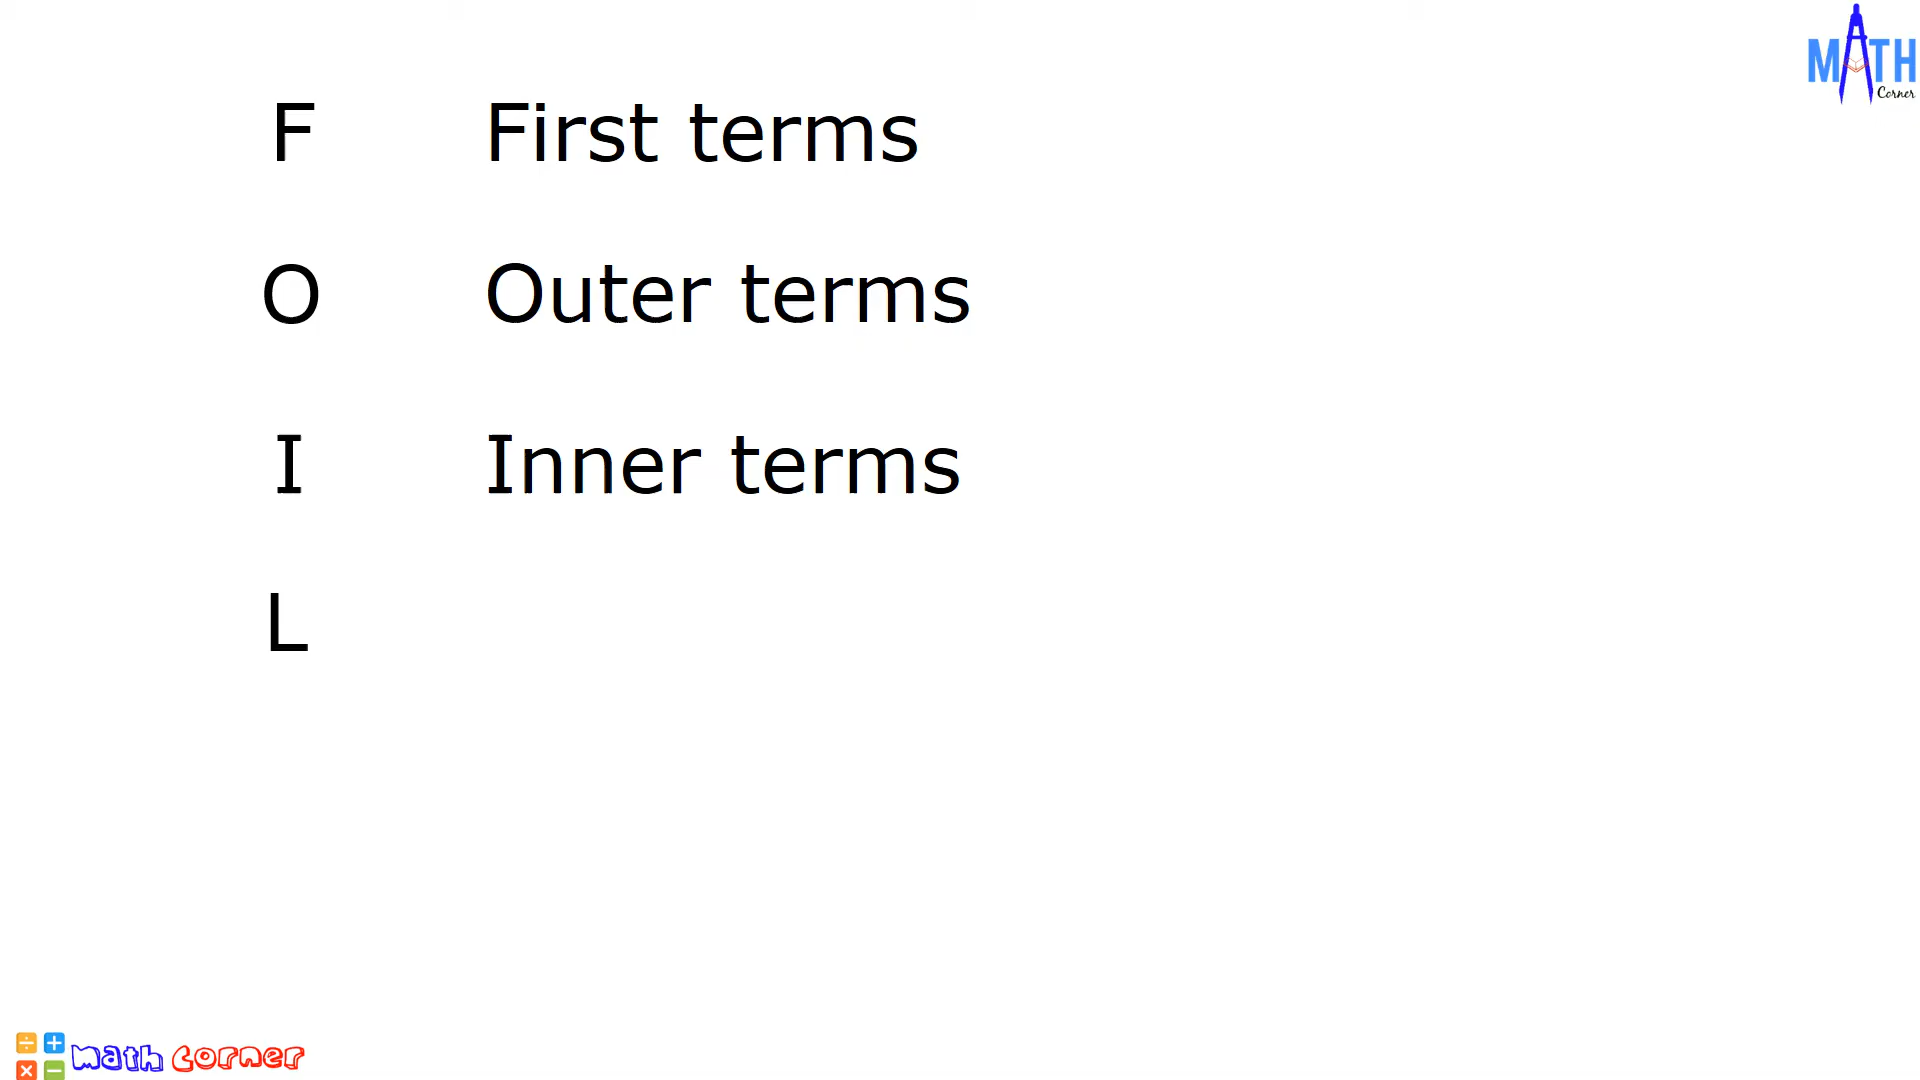 MATH
Corner
F First terms
O Outer terms
I Inner terms
L
math corner